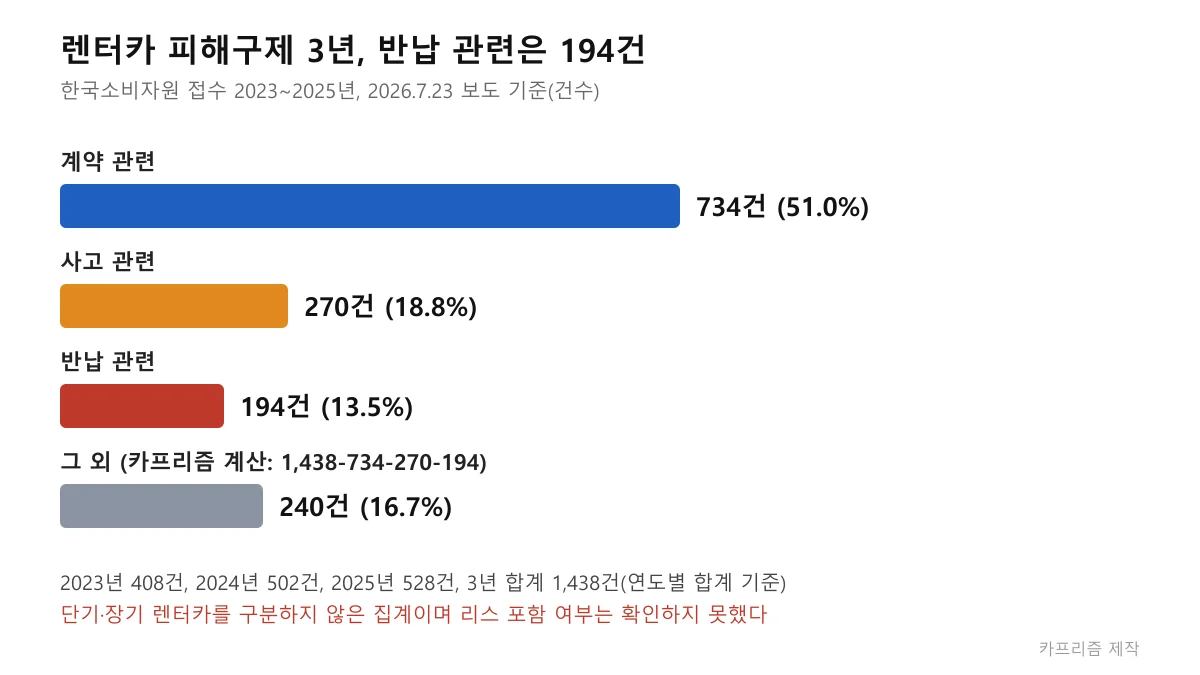 렌터카 피해구제 3년, 반납 관련은 194건
한국소비자원 접수 2023~2025년, 2026.7.23 보도 기준(건수)
계약 관련
734건 (51.0%)
사고 관련
270건 (18.8%)
반납 관련
194건 (13.5%)
그 외 (카프리즘 계산: 1,438-734-270-194)
240건 (16.7%)
2023년 408건, 2024년 502건, 2025년 528건, 3년 합계 1,438건(연도별 합계 기준)
단기·장기 렌터카를 구분하지 않은 집계이며 리스 포함 여부는 확인하지 못했다
카프리즘 제작